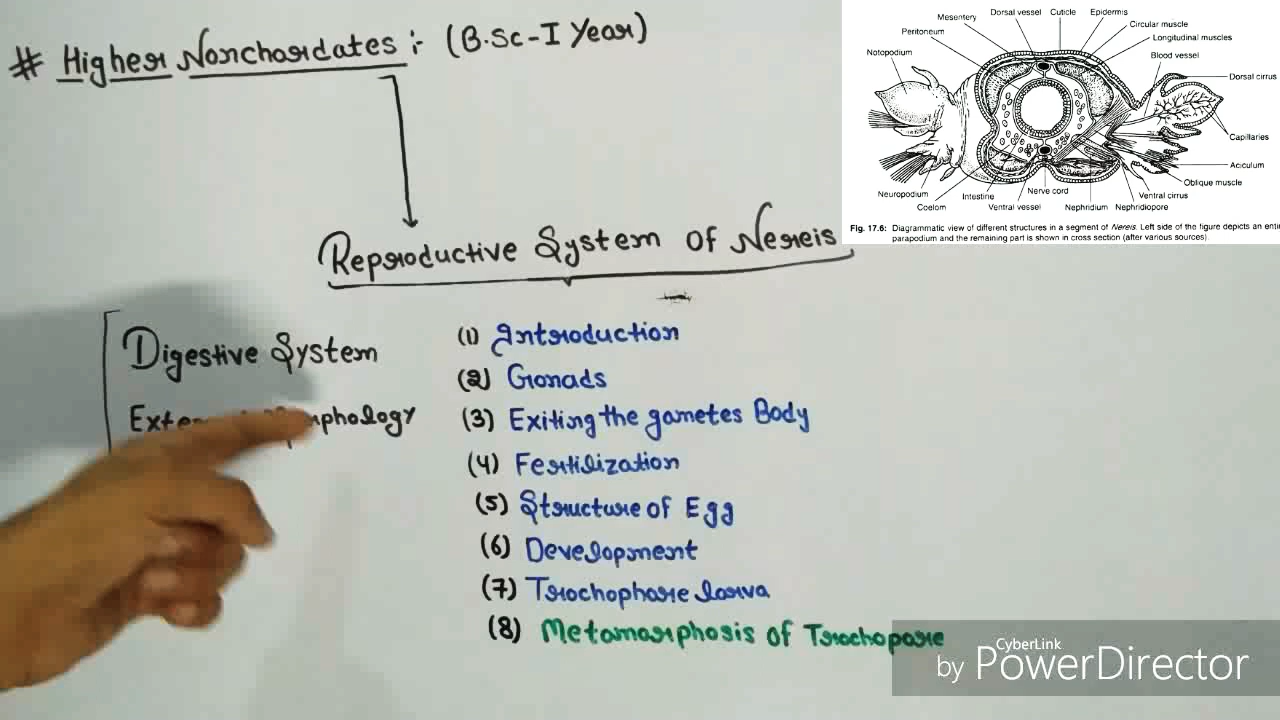 # Higher Nonchordates :- (B.Sc-I Year)
Reproductive System Of Nereis
Digestive System
(1) Introduction
(2) Gonads
(3) Exiting the gametes Body
(4) Fertilization
(5) Structure of Egg
(6) Development
(7) Trochophore larva
(8) Metamorphosis of Trochopore
Mesentery
Dorsal vessel
Cuticle
Epidermis
Peritoneum
Circular muscle
Longitudinal muscles
Notopodium
Blood vessel
Dorsal cirrus
Capillaries
Aciculum
Oblique muscle
Neuropodium
Intestine
Nerve cord
Ventral cirrus
Coelom
Ventral vessel
Nephridium
Nephridiopore
Fig. 17.6: Diagrammatic view of different structures in a segment of Nereis. Left side of the figure depicts an
parapodium and the remaining part is shown in cross section (after various sources).
CyberLink
by PowerDirector